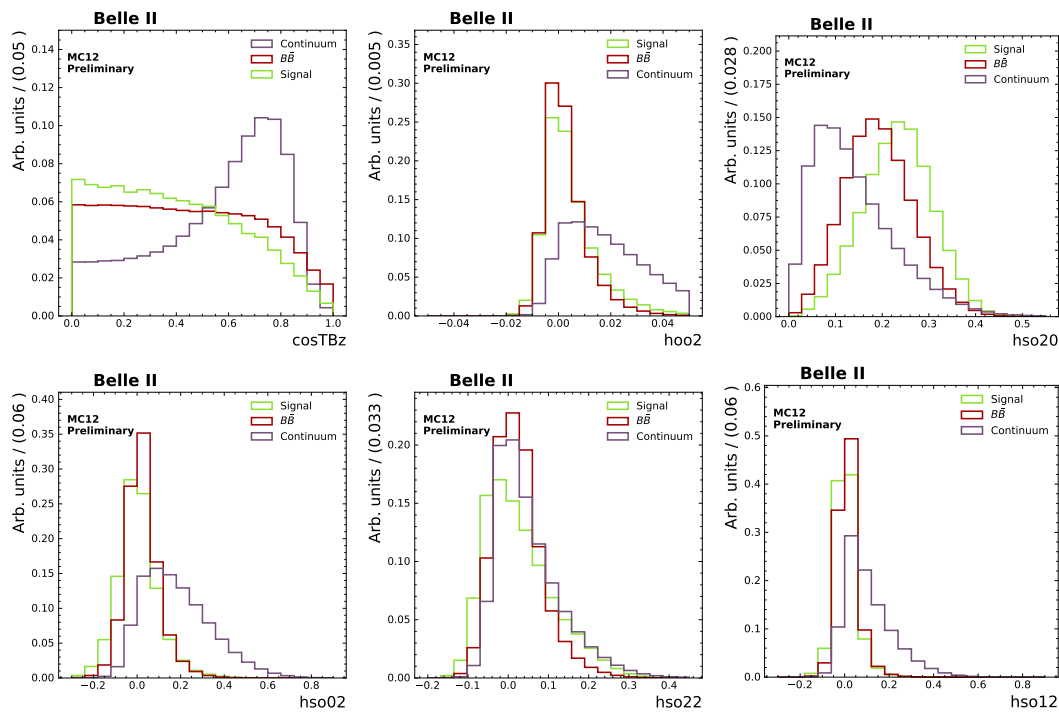 Belle II
Arb. units / (0.05 )
MC12
Preliminary
Continuum
BB̄
Signal
0.14
0.12
0.10
0.08
0.06
0.04
0.02
0.00
0.0 0.2 0.4 0.6 0.8 1.0
cosTBz
Belle II
Arb. units / (0.005 )
MC12
Preliminary
Signal
BB̄
Continuum
0.35
0.30
0.25
0.20
0.15
0.10
0.05
0.00
−0.04 −0.02 0.00 0.02 0.04
hoo2
Belle II
Arb. units / (0.028 )
MC12
Preliminary
Signal
BB̄
Continuum
0.200
0.175
0.150
0.125
0.100
0.075
0.050
0.025
0.000
0.0 0.1 0.2 0.3 0.4 0.5
hso20
Belle II
Arb. units / (0.06 )
MC12
Preliminary
Signal
BB̄
Continuum
0.40
0.35
0.30
0.25
0.20
0.15
0.10
0.05
0.00
−0.2 0.0 0.2 0.4 0.6 0.8
hso02
Belle II
Arb. units / (0.033 )
MC12
Preliminary
Signal
BB̄
Continuum
0.20
0.15
0.10
0.05
0.00
−0.2 −0.1 0.0 0.1 0.2 0.3 0.4
hso22
Belle II
Arb. units / (0.06 )
MC12
Preliminary
Signal
BB̄
Continuum
0.6
0.5
0.4
0.3
0.2
0.1
0.0
−0.2 0.0 0.2 0.4 0.6 0.8
hso12